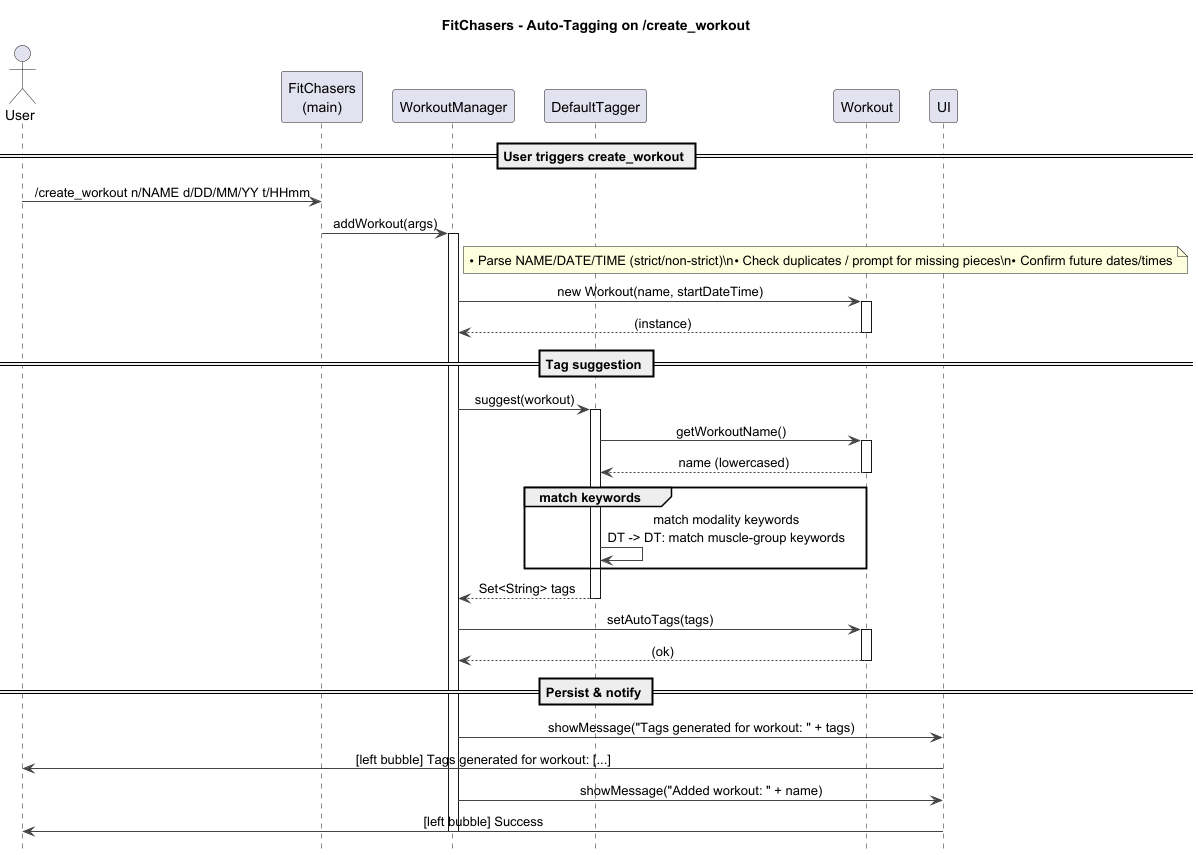 FitChasers - Auto-Tagging on /create_workout
User
FitChasers
(main)
WorkoutManager
DefaultTagger
Workout
UI
User triggers create_workout
/create_workout n/NAME d/DD/MM/YY t/HHmm
addWorkout(args)
• Parse NAME/DATE/TIME (strict/non-strict)\n• Check duplicates / prompt for missing pieces\n• Confirm future dates/times
new Workout(name, startDateTime)
(instance)
Tag suggestion
suggest(workout)
getWorkoutName()
name (lowercased)
match keywords
match modality keywords
DT -> DT: match muscle-group keywords
Set<String> tags
setAutoTags(tags)
(ok)
Persist & notify
showMessage("Tags generated for workout: " + tags)
[left bubble] Tags generated for workout: [...]
showMessage("Added workout: " + name)
[left bubble] Success